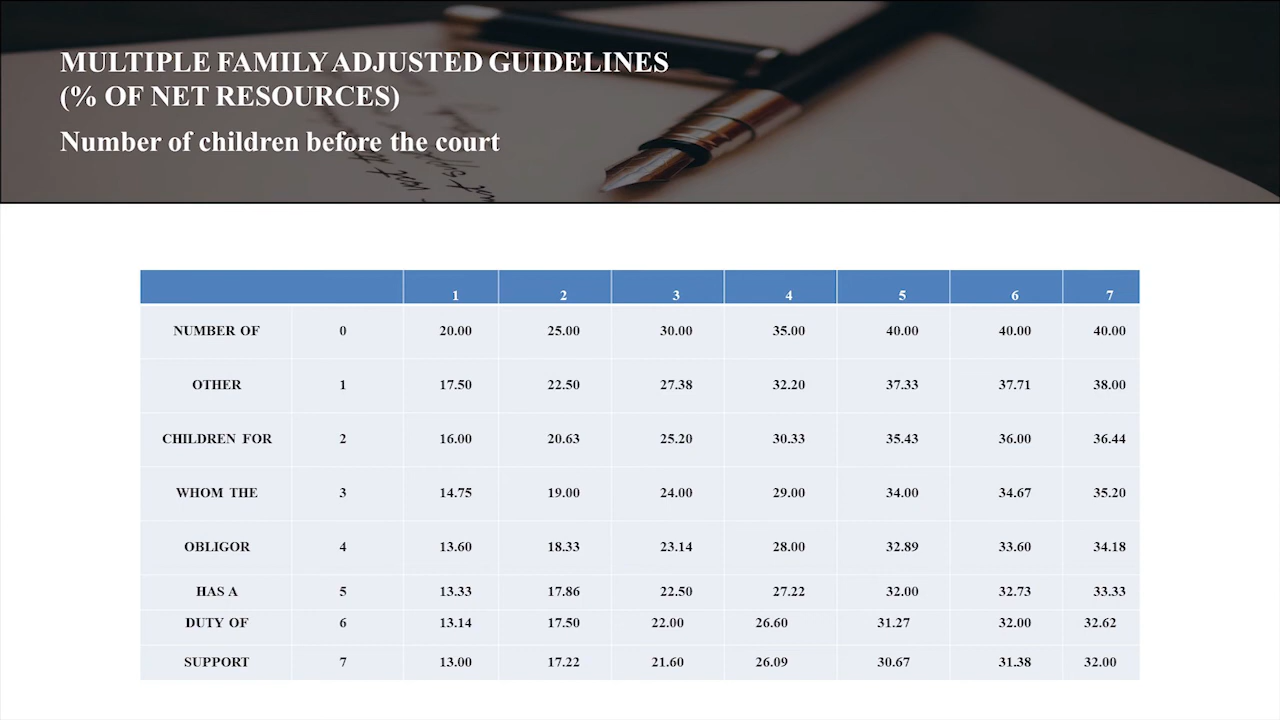 MULTIPLE FAMILY ADJUSTED GUIDELINES
(% OF NET RESOURCES)
Number of children before the court
1 2 3 4 5 6 7
NUMBER OF 0 20.00 25.00 30.00 35.00 40.00 40.00 40.00
OTHER 1 17.50 22.50 27.38 32.20 37.33 37.71 38.00
CHILDREN FOR 2 16.00 20.63 25.20 30.33 35.43 36.00 36.44
WHOM THE 3 14.75 19.00 24.00 29.00 34.00 34.67 35.20
OBLIGOR 4 13.60 18.33 23.14 28.00 32.89 33.60 34.18
HAS A 5 13.33 17.86 22.50 27.22 32.00 32.73 33.33
DUTY OF 6 13.14 17.50 22.00 26.60 31.27 32.00 32.62
SUPPORT 7 13.00 17.22 21.60 26.09 30.67 31.38 32.00